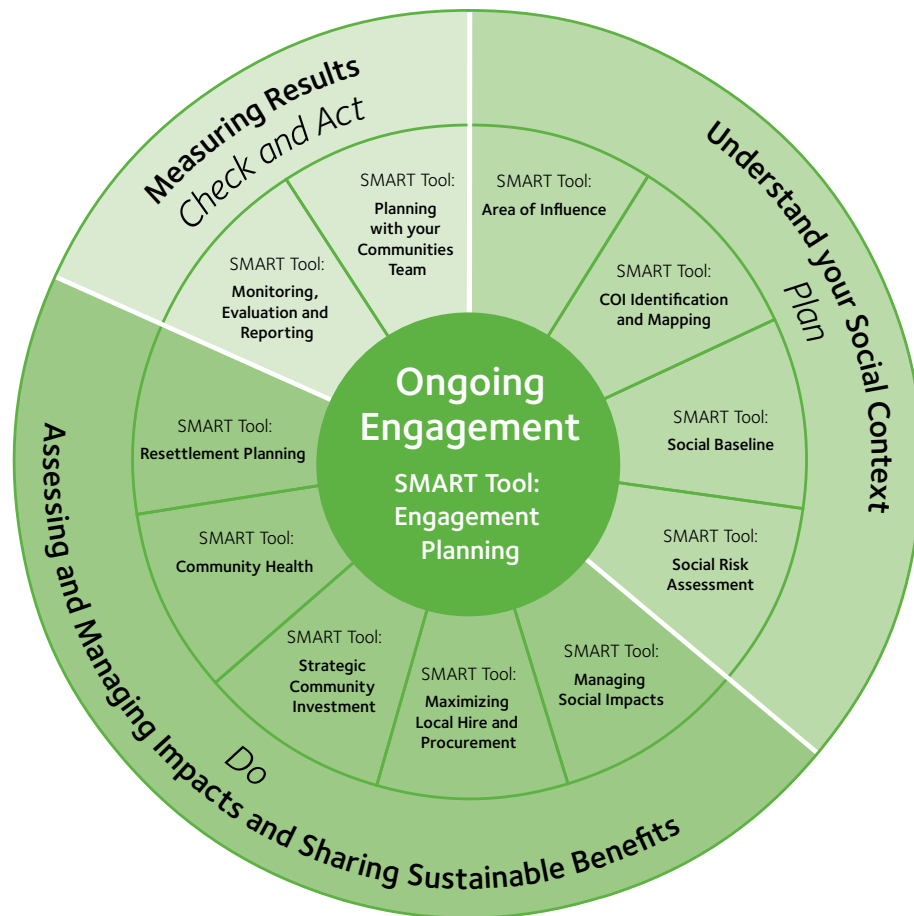 Measuring Results
Check and Act
Understand your Social Context
Plan
Assessing and Managing Impacts and Sharing Sustainable Benefits
Do
SMART Tool:
Area of Influence
SMART Tool:
COI Identification
and Mapping
SMART Tool:
Social Baseline
SMART Tool:
Social Risk
Assessment
SMART Tool:
Managing
Social Impacts
SMART Tool:
Maximizing
Local Hire and
Procurement
SMART Tool:
Strategic
Community
Investment
SMART Tool:
Community Health
SMART Tool:
Resettlement Planning
SMART Tool:
Monitoring,
Evaluation and
Reporting
SMART Tool:
Planning
with your
Communities
Team
Ongoing
Engagement
SMART Tool:
Engagement
Planning